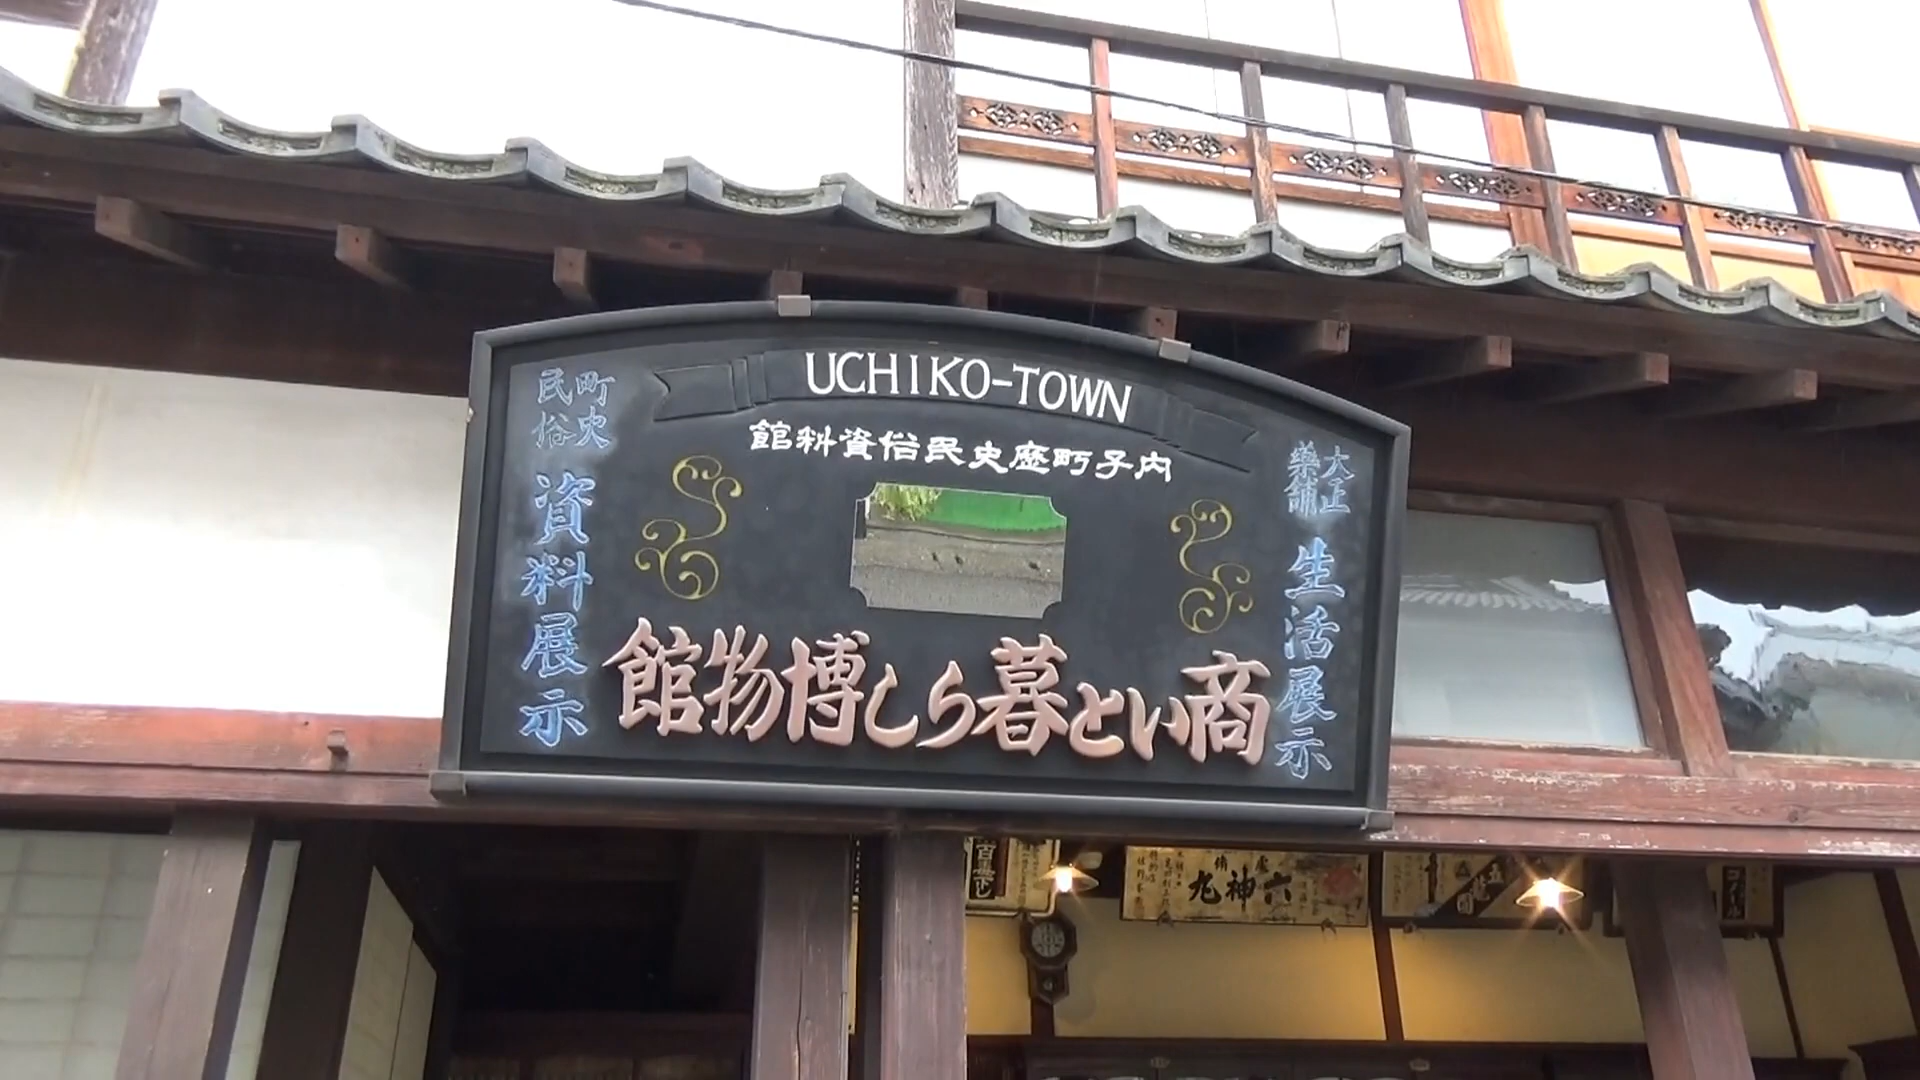 UCHIKO-TOWN
内子町歴史民俗資料館
商いと暮らし博物館
大正
藥舗
生活展示
町史
民俗
資料展示
六神丸